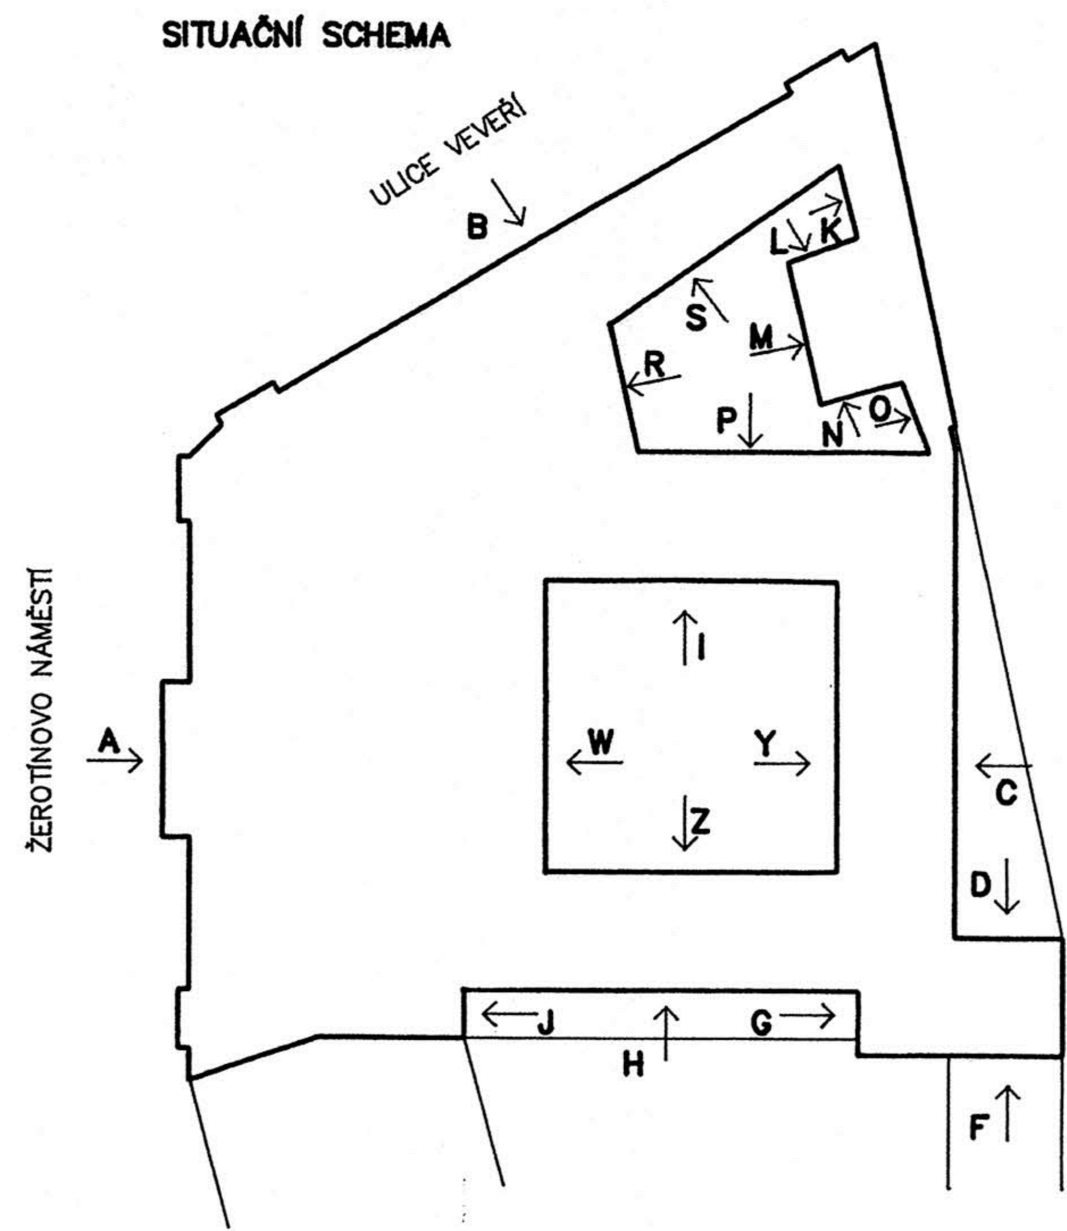 SITUAČNÍ SCHEMA
ULICE VEVEŘÍ
B
L K
S
M
R
P
N O
ŽEROTÍNOVO NÁMĚSTÍ
I
A
W Y
C
Z
D
J G
H
F